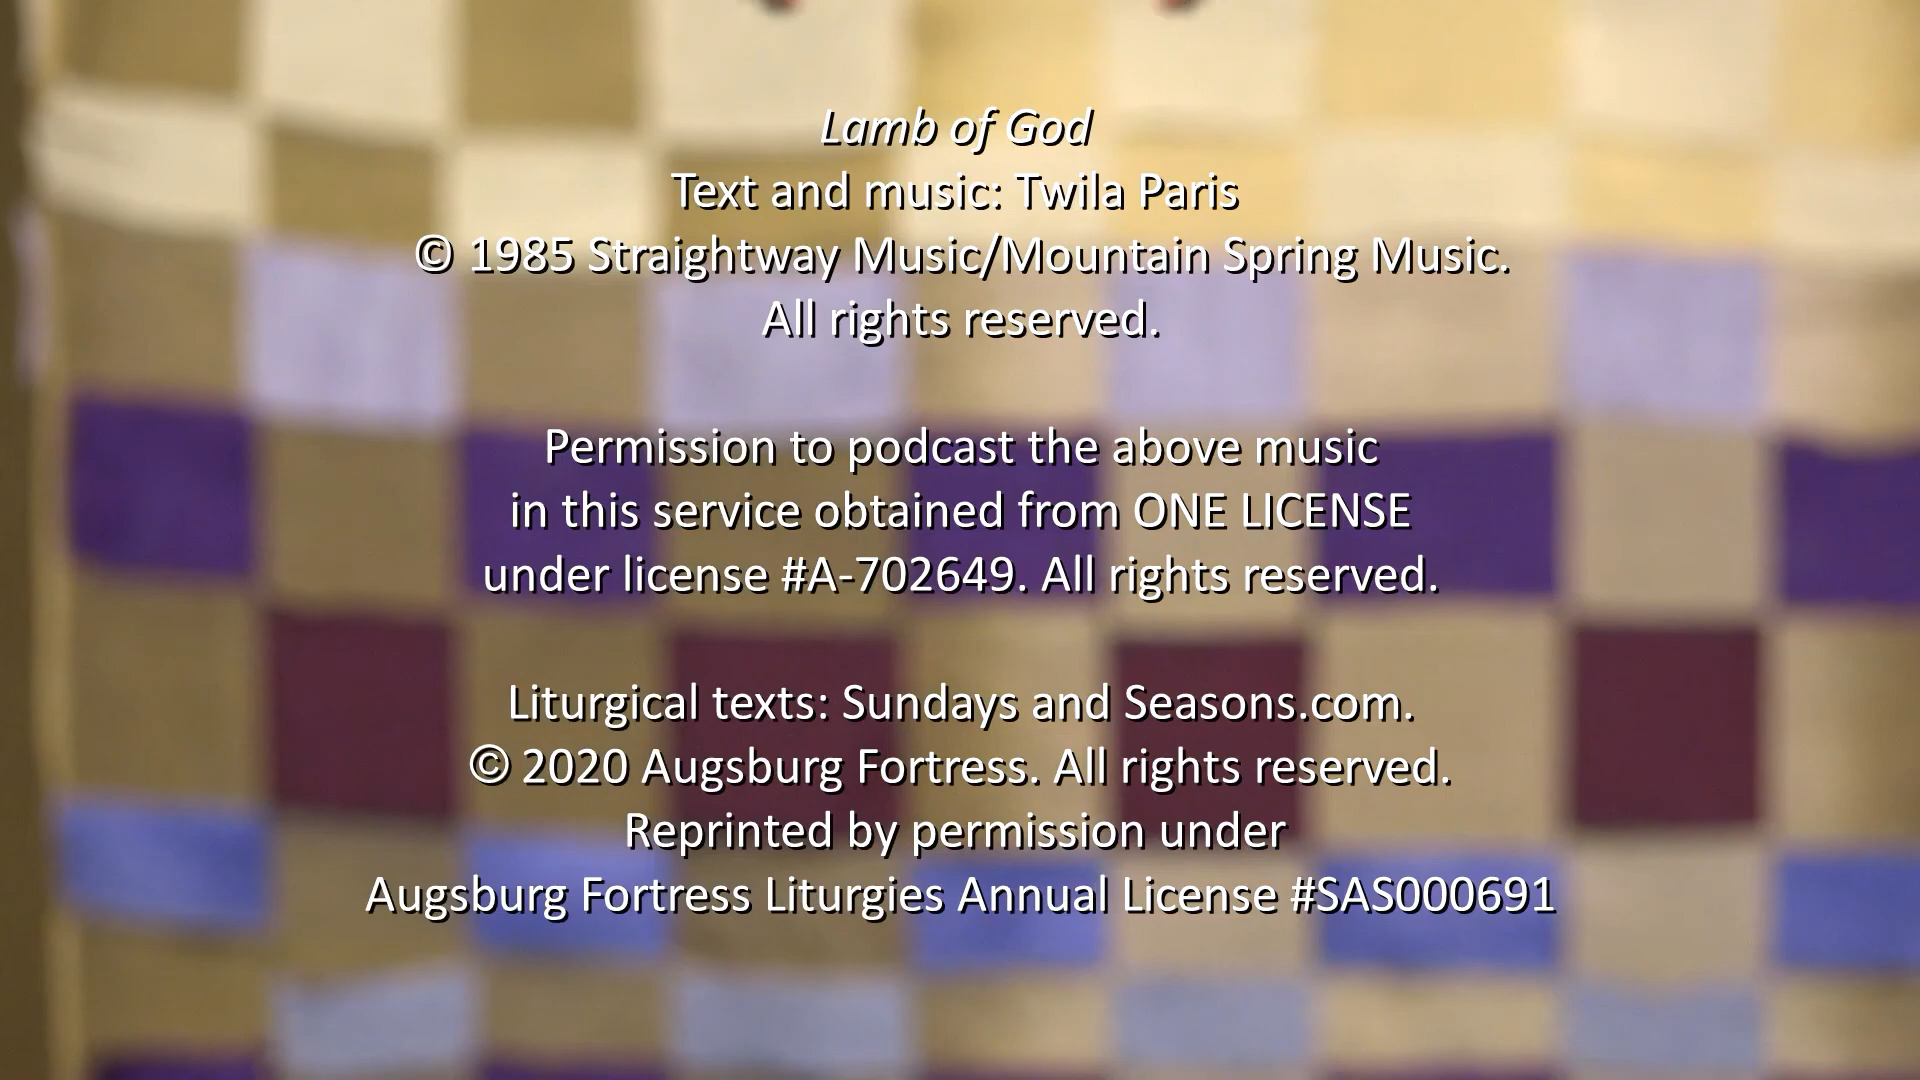 Lamb of God
Text and music: Twila Paris
© 1985 Straightway Music/Mountain Spring Music.
All rights reserved.
Permission to podcast the above music
in this service obtained from ONE LICENSE
under license #A-702649. All rights reserved.
Liturgical texts: Sundays and Seasons.com.
© 2020 Augsburg Fortress. All rights reserved.
Reprinted by permission under
Augsburg Fortress Liturgies Annual License #SAS000691